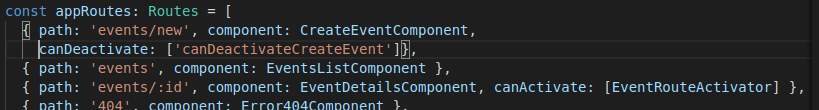 const appRoutes: Routes = [
{ path: 'events/new', component: CreateEventComponent,
canDeactivate: ['canDeactivateCreateEvent']},
{ path: 'events', component: EventsListComponent },
{ path: 'events/:id', component: EventDetailsComponent, canActivate: [EventRouteActivator] },
{ path: '404', component: Error404Component },